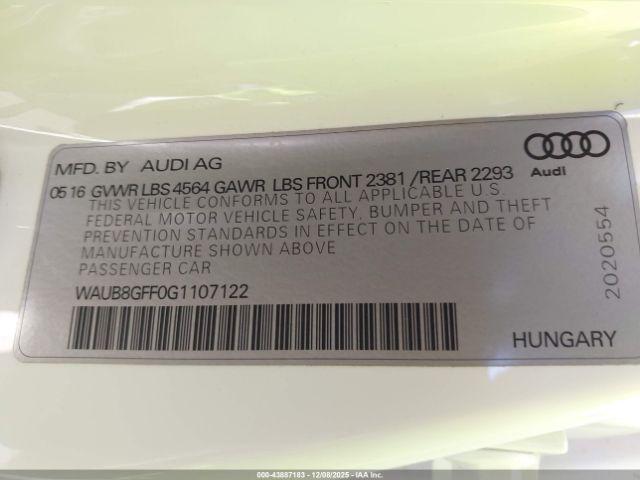 MFD. BY AUDI AG
Audi
05 16 GVWR LBS 4564 GAWR LBS FRONT 2381 /REAR 2293
THIS VEHICLE CONFORMS TO ALL APPLICABLE U.S.
FEDERAL MOTOR VEHICLE SAFETY, BUMPER AND THEFT
PREVENTION STANDARDS IN EFFECT ON THE DATE OF
MANUFACTURE SHOWN ABOVE
PASSENGER CAR
WAUB8GFF0G1107122
2020554
HUNGARY
000-43887183 - 12/08/2025 - IAA Inc.